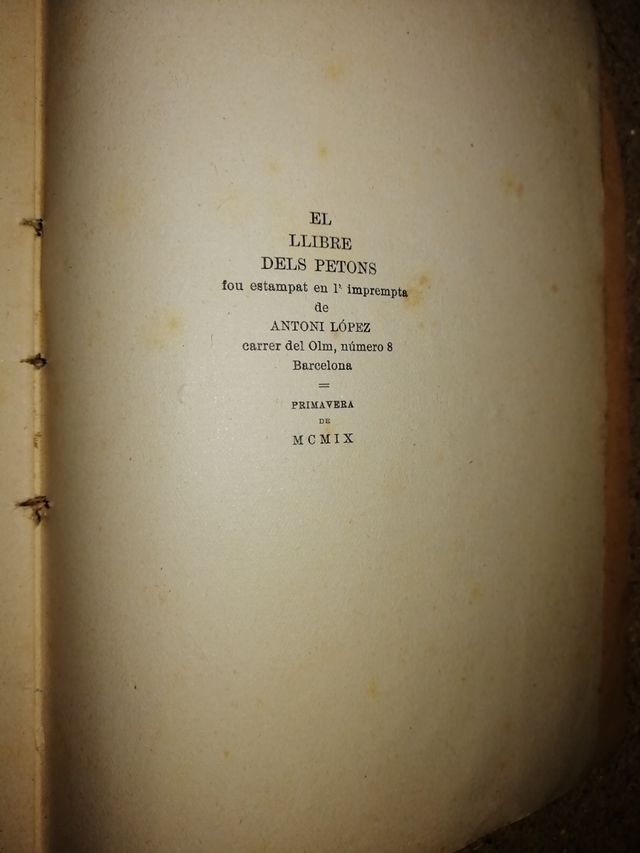 EL
LLIBRE
DELS PETONS
fou estampat en l' imprempta
de
ANTONI LÓPEZ
carrer del Olm, número 8
Barcelona
=
PRIMAVERA
DE
MCMIX